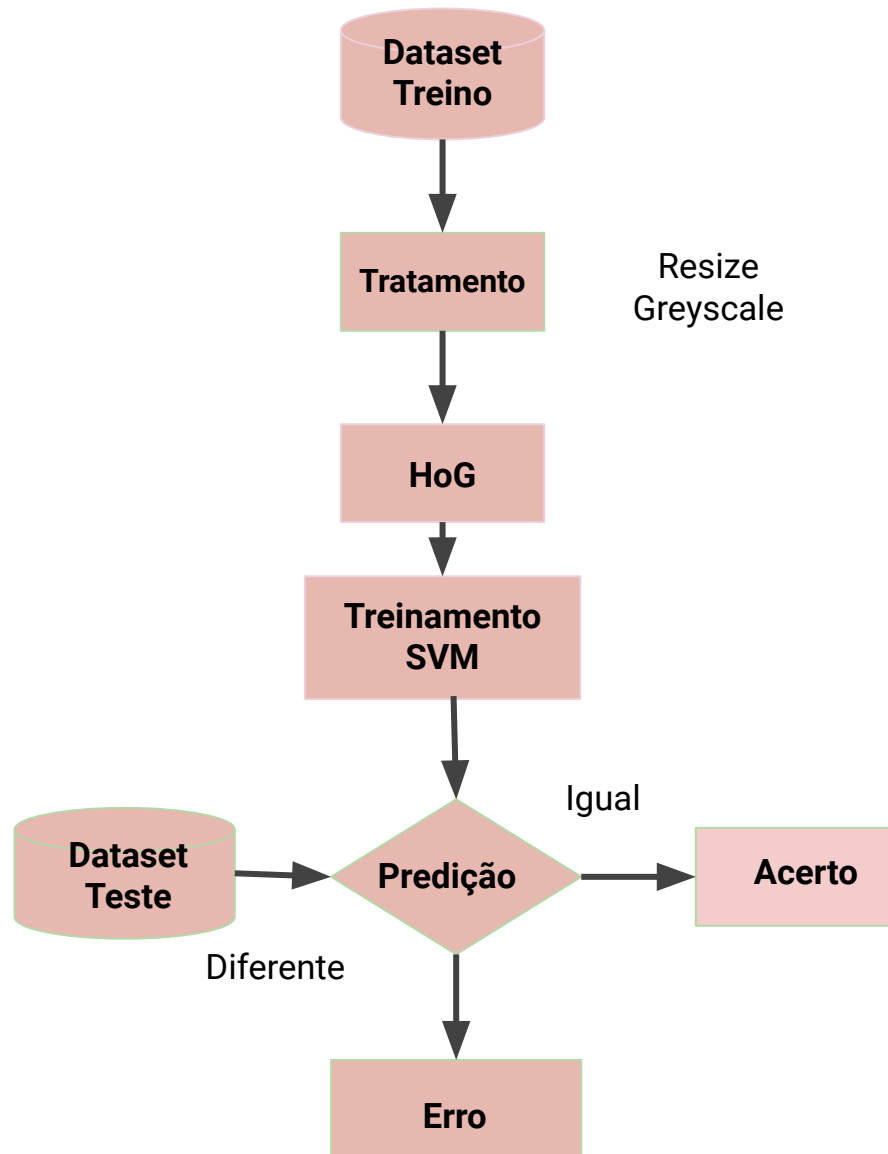 Dataset
Treino
Tratamento
Resize
Greyscale
HoG
Treinamento
SVM
Igual
Dataset
Teste
Predição
Acerto
Diferente
Erro